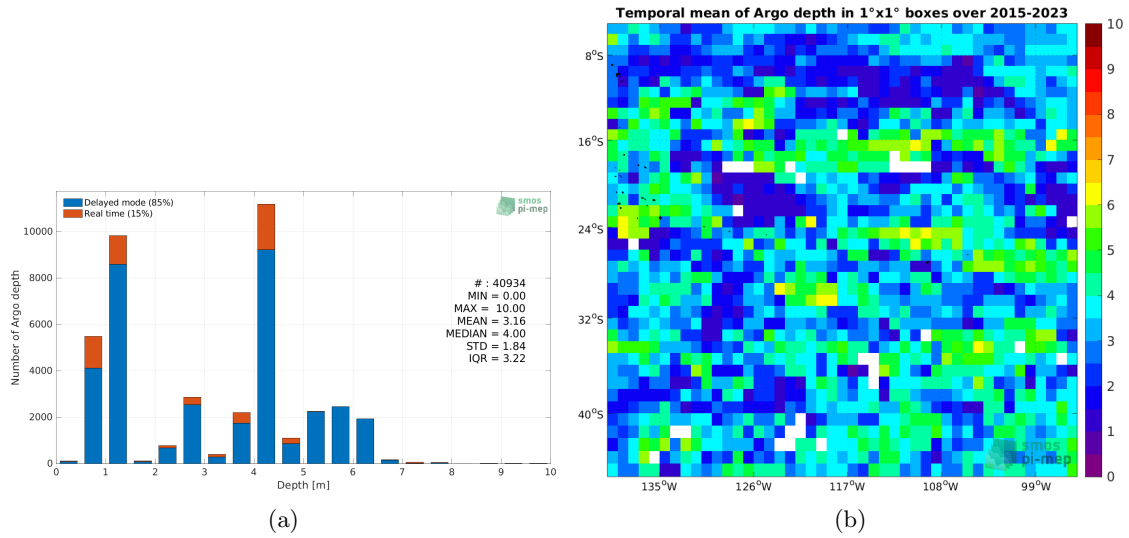 Temporal mean of Argo depth in 1°x1° boxes over 2015-2023
Delayed mode (85%)
Real time (15%)
smos
pi-mep
Number of Argo depth
10000
8000
6000
4000
2000
0
# : 40934
MIN = 0.00
MAX = 10.00
MEAN = 3.16
MEDIAN = 4.00
STD = 1.84
IQR = 3.22
0 1 2 3 4 5 6 7 8 9 10
Depth [m]
(a)
8°S
16°S
24°S
32°S
40°S
135°W 126°W 117°W 108°W 99°W
smos
pi-mep
10
9
8
7
6
5
4
3
2
1
0
(b)